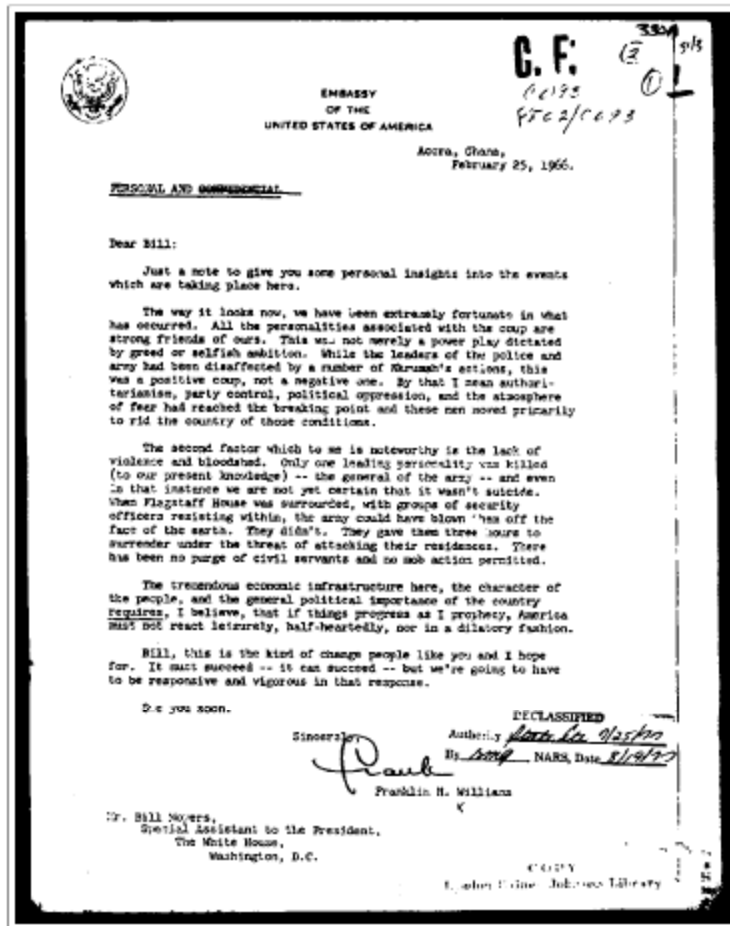 C. F:
EMBASSY
OF THE
UNITED STATES OF AMERICA
Accra, Ghana,
February 25, 1966.
PERSONAL AND CONFIDENTIAL
Dear Bill:
Just a note to give you some personal insights into the events
which are taking place here.
The way it looks now, we have been extremely fortunate in what
has occurred. All the personalities associated with the coup are
strong friends of ours. This was not merely a power play dictated
by greed or selfish ambition. While the leaders of the police and
army had been disaffected by a number of Nkrumah's actions, this
was a positive coup, not a negative one. By that I mean authori-
tarianism, party control, political oppression, and the atmosphere
of fear had reached the breaking point and these men moved primarily
to rid the country of those conditions.
The second factor which to me is noteworthy is the lack of
violence and bloodshed. Only one leading personality was killed
(to our present knowledge) -- the general of the army -- and even
in that instance we are not yet certain that it wasn't suicide.
When Flagstaff House was surrounded, with groups of security
officers resisting within, the army could have blown them off the
face of the earth. They didn't. They gave them three hours to
surrender under the threat of attacking their residences. There
has been no purge of civil servants and no mob action permitted.
The tremendous economic infrastructure here, the character of
the people, and the general political importance of the country
requires, I believe, that if things progress as I prophecy, America
must not react leisurely, half-heartedly, nor in a dilatory fashion.
Bill, this is the kind of change people like you and I hope
for. It must succeed -- it can succeed -- but we're going to have
to be responsive and vigorous in that response.
See you soon.
DECLASSIFIED
Sincerely,
Authority
Frank
By NARS, Date 8/19/77
Franklin H. Williams
Mr. Bill Moyers,
Special Assistant to the President,
The White House,
Washington, D.C.
COPY
Lyndon Baines Johnson Library